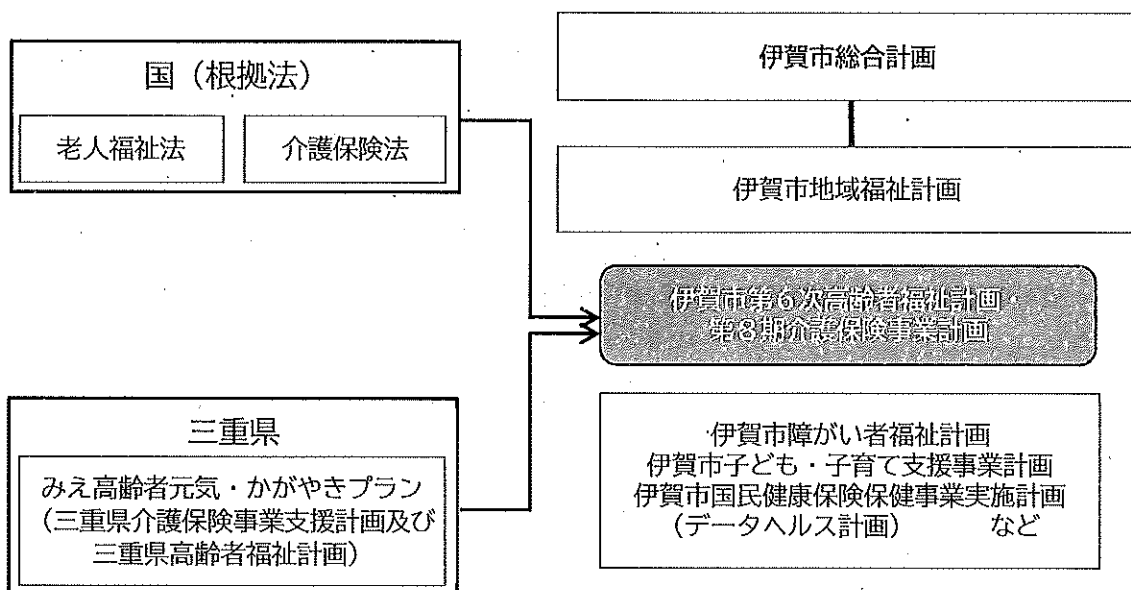 国（根拠法）
老人福祉法
介護保険法
三重県
みえ高齢者元気・かがやきプラン
（三重県介護保険事業支援計画及び
三重県高齢者福祉計画）
伊賀市総合計画
伊賀市地域福祉計画
伊賀市第６次高齢者福祉計画・
第８期介護保険事業計画
伊賀市障がい者福祉計画
伊賀市子ども・子育て支援事業計画
伊賀市国民健康保険保健事業実施計画
（データヘルス計画）　　　など